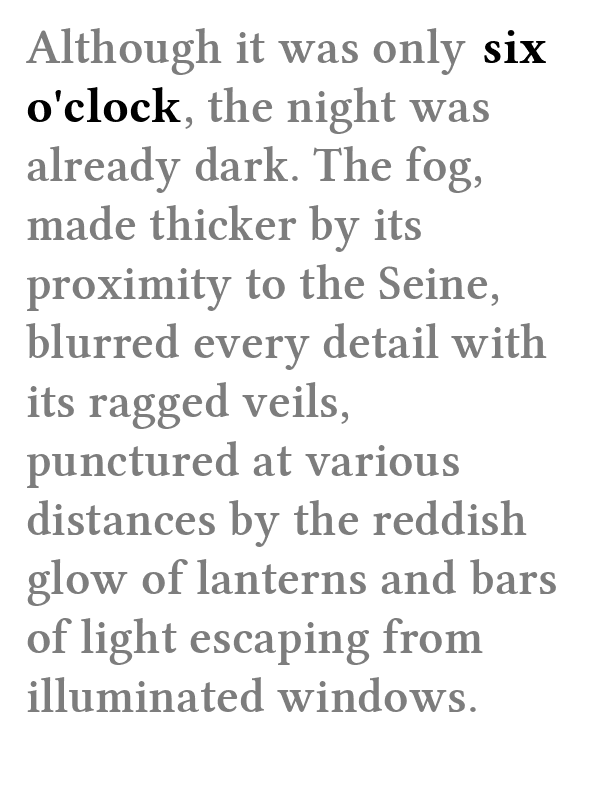 Although it was only six
o'clock, the night was
already dark. The fog,
made thicker by its
proximity to the Seine,
blurred every detail with
its ragged veils,
punctured at various
distances by the reddish
glow of lanterns and bars
of light escaping from
illuminated windows.